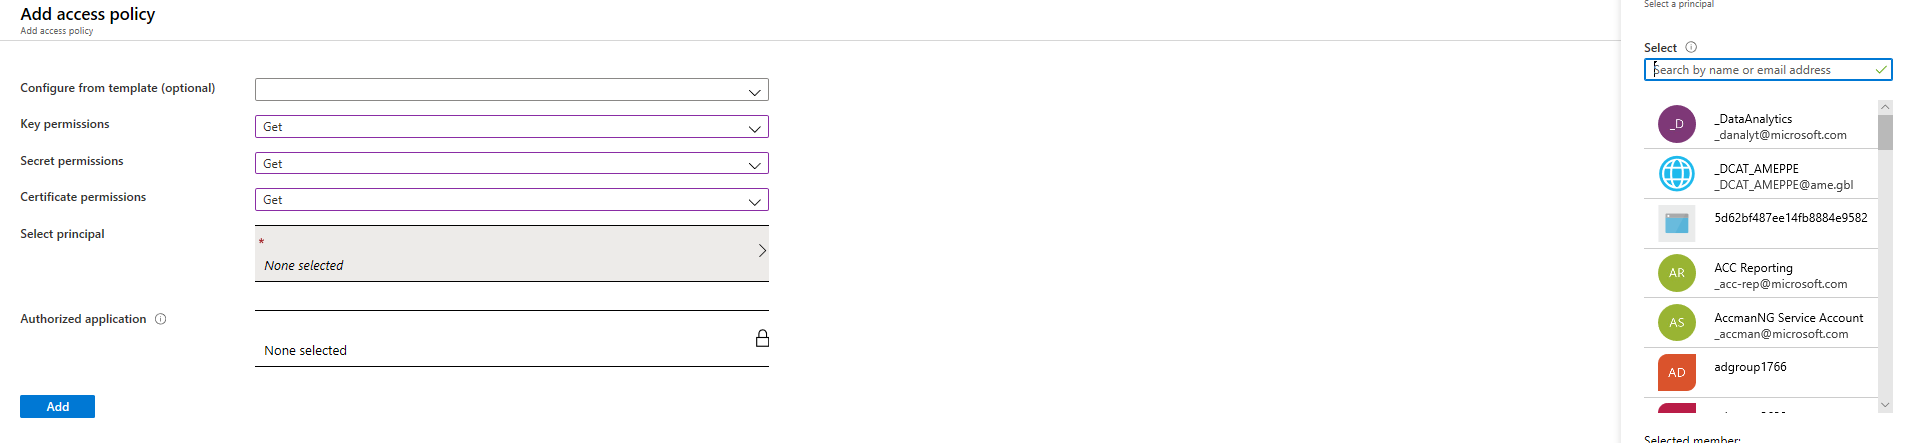 Add access policy
Add access policy
Configure from template (optional)
Key permissions
Get
Secret permissions
Get
Certificate permissions
Get
Select principal
*
None selected
Authorized application
None selected
Add
Select a principal
Select
Search by name or email address
_D
_DataAnalytics
_danalyt@microsoft.com
_DCAT_AMEPPE
_DCAT_AMEPPE@ame.gbl
5d62bf487ee14fb8884e9582
AR
ACC Reporting
_acc-rep@microsoft.com
AS
AccmanNG Service Account
_accman@microsoft.com
AD
adgroup1766
Selected member: